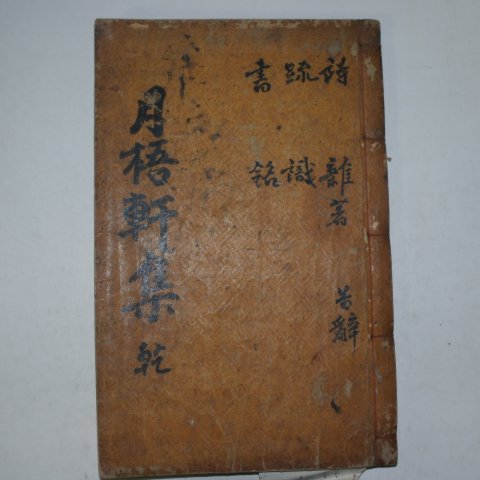 月梧軒集 乾
詩 疏 書
雜著 識 銘
告辭